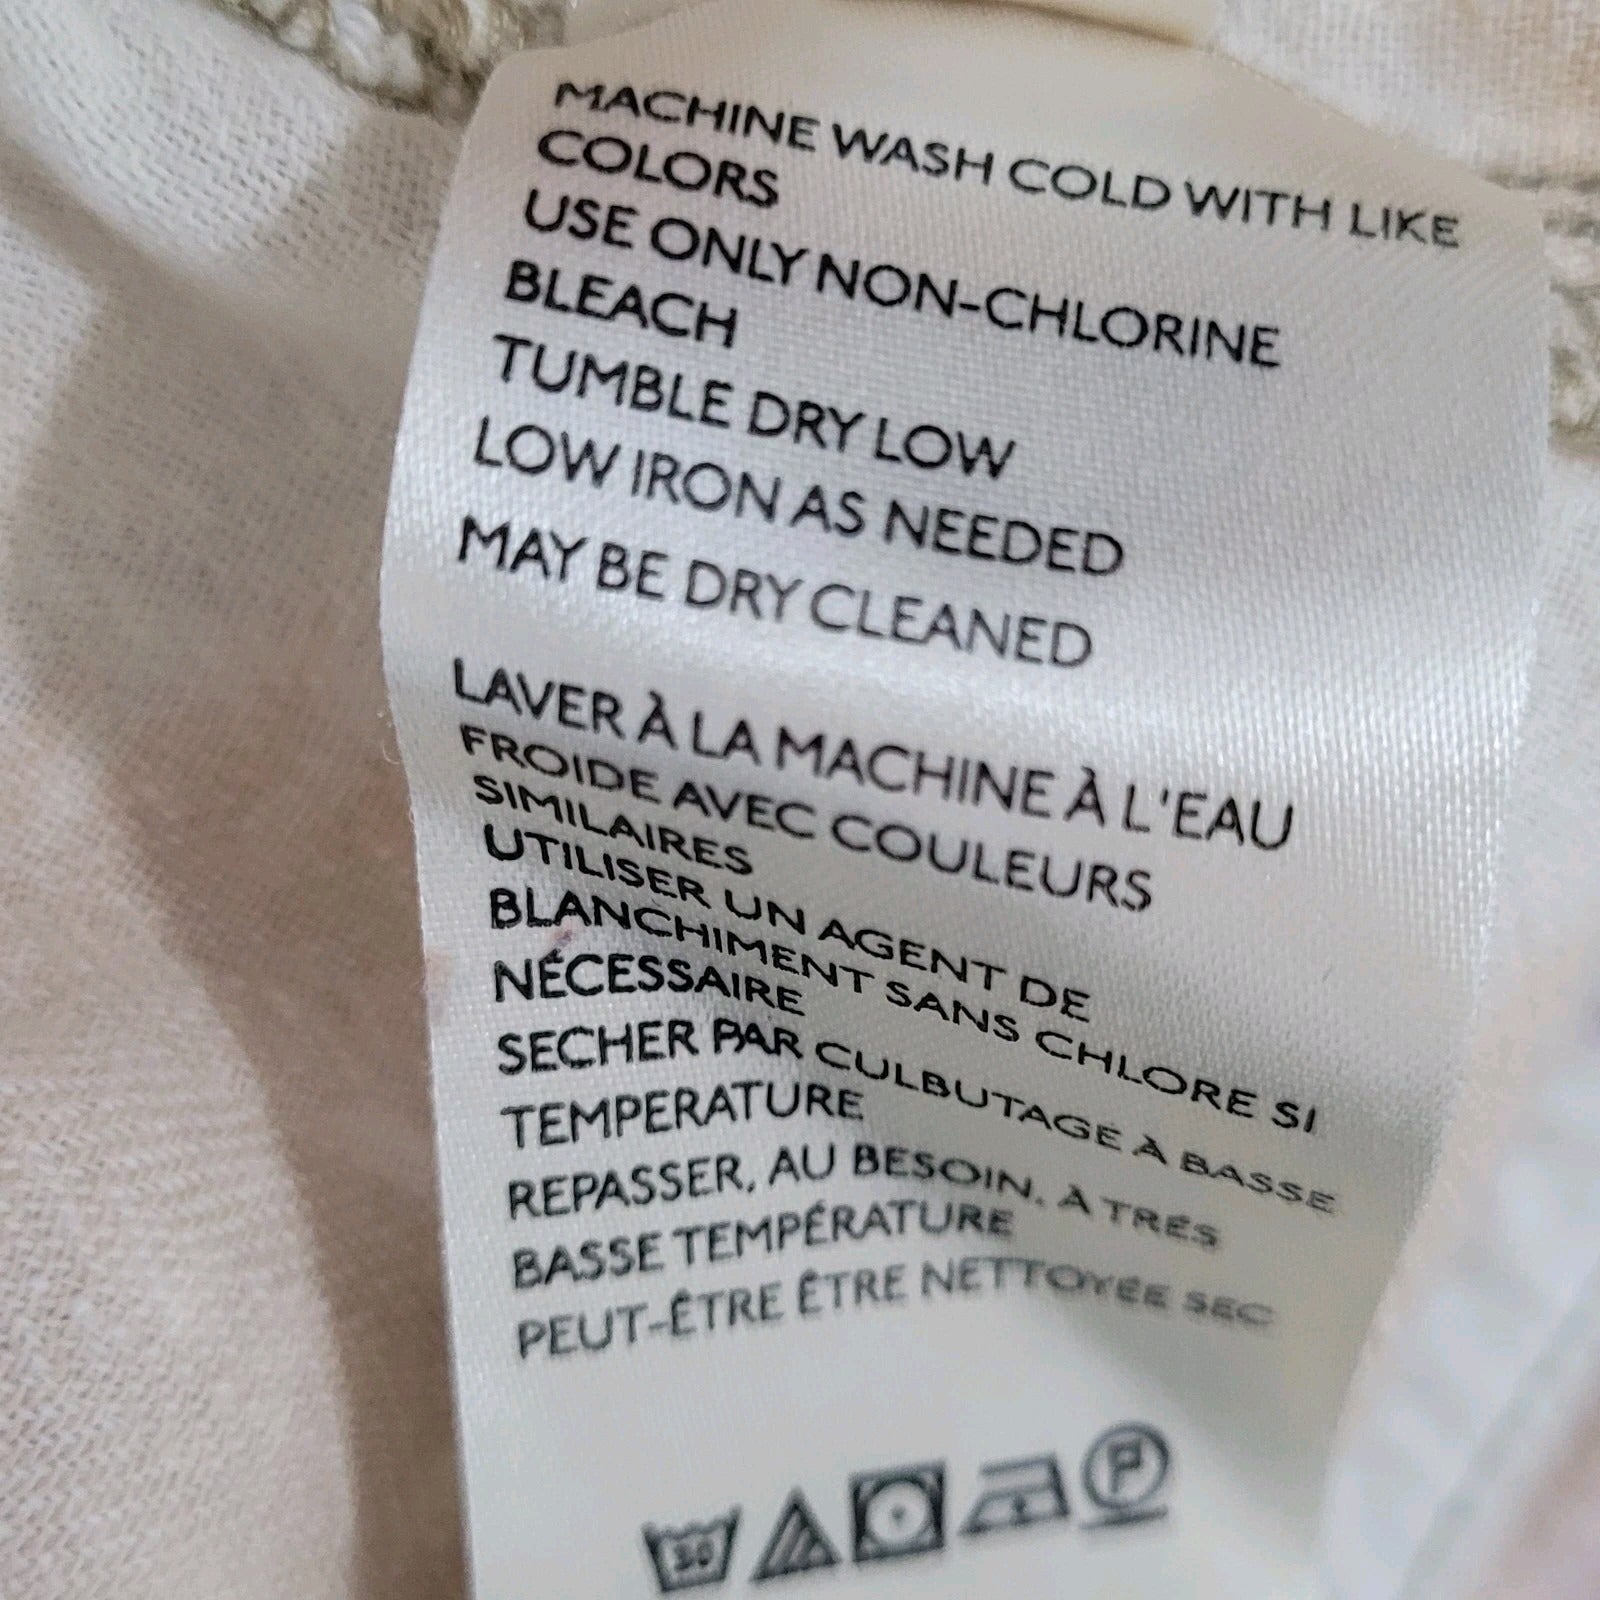 MACHINE WASH COLD WITH LIKE
COLORS
USE ONLY NON-CHLORINE
BLEACH
TUMBLE DRY LOW
LOW IRON AS NEEDED
MAY BE DRY CLEANED
LAVER À LA MACHINE À L'EAU
FROIDE AVEC COULEURS
SIMILAIRES
UTILISER UN AGENT DE
BLANCHIMENT SANS CHLORE SI
NÉCESSAIRE
SECHER PAR CULBUTAGE À BASSE
TEMPERATURE
REPASSER, AU BESOIN, À TRÉS
BASSE TEMPÉRATURE
PEUT-ÊTRE ÊTRE NETTOYÉE SEC
30 P